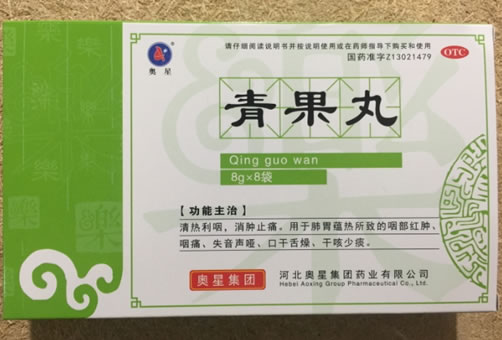 请仔细阅读说明书并按说明使用或在药师指导下购买和使用
国药准字Z13021479
OTC
奥星
青果丸
Qing guo wan
8g×8袋
【功能主治】
清热利咽，消肿止痛。用于肺胃蕴热所致的咽部红肿、
咽痛、失音声哑、口干舌燥、干咳少痰。
奥星集团
河北奥星集团药业有限公司
Hebei Aoxing Group Pharmaceutical Co., Ltd.